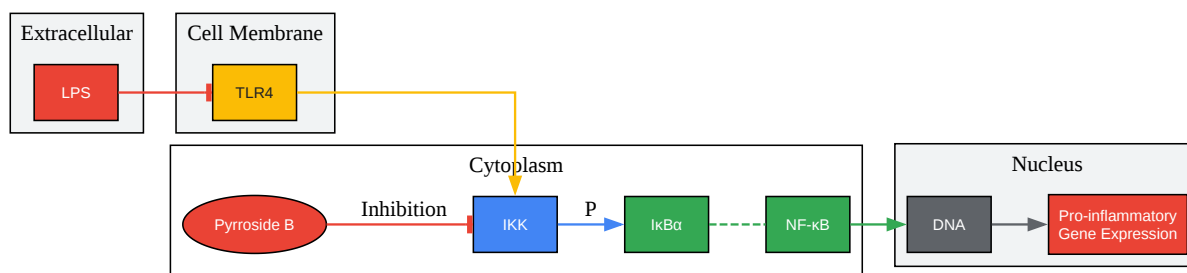 Extracellular
Cell Membrane
LPS
TLR4
Cytoplasm
Nucleus
Pyrroside B
Inhibition
IKK
P
IκBα
NF-κB
DNA
Pro-inflammatory
Gene Expression